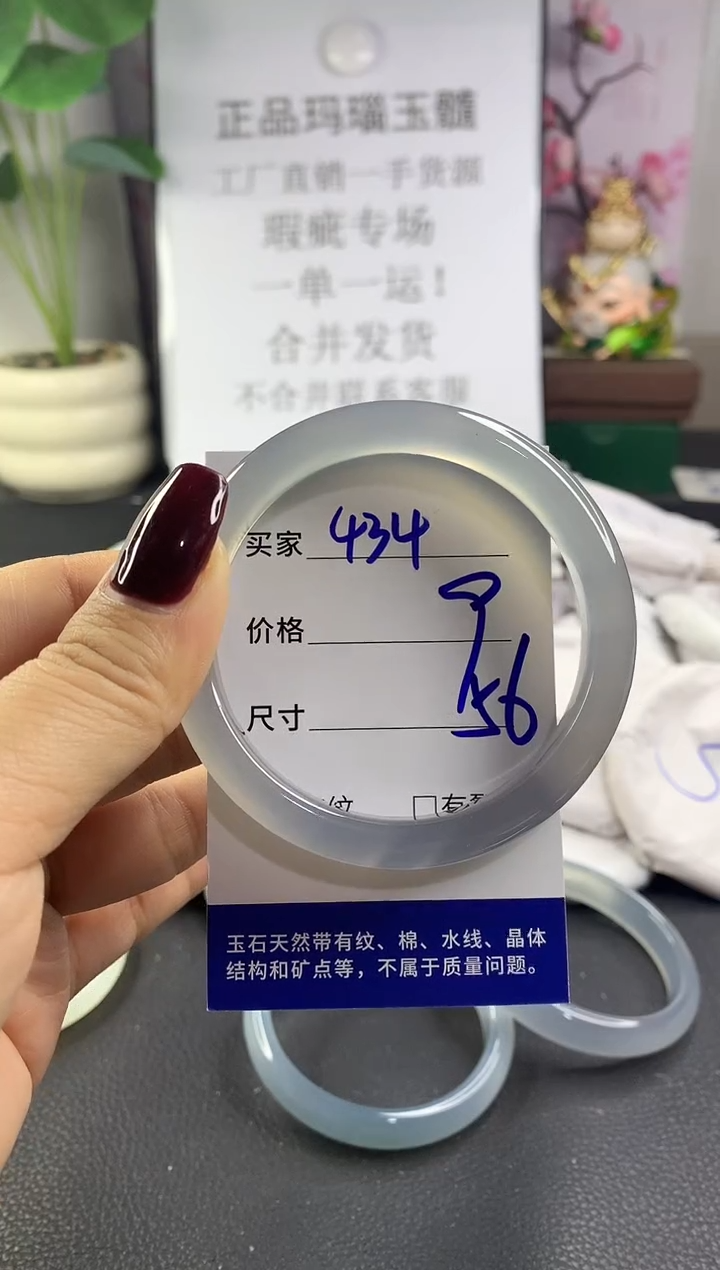 正品玛瑙玉髓
工厂直销一手货源
瑕疵专场
一单一运！
合并发货
不合并联系客服
买家 434
价格
尺寸 56
纹 □有
玉石天然带有纹、棉、水线、晶体
结构和矿点等，不属于质量问题。